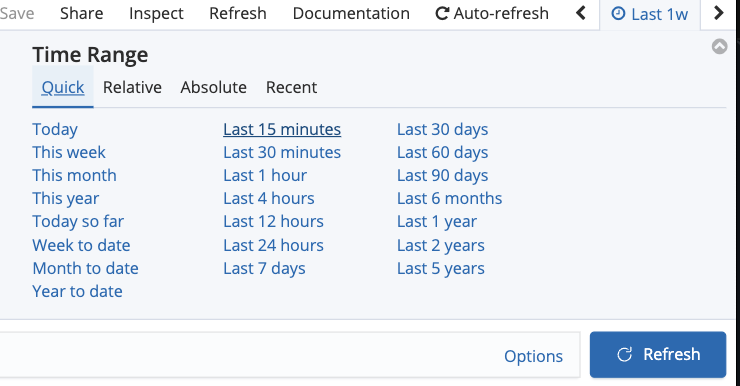 Save Share Inspect Refresh Documentation Auto-refresh Last 1w
Time Range
Quick Relative Absolute Recent
Today Last 15 minutes Last 30 days
This week Last 30 minutes Last 60 days
This month Last 1 hour Last 90 days
This year Last 4 hours Last 6 months
Today so far Last 12 hours Last 1 year
Week to date Last 24 hours Last 2 years
Month to date Last 7 days Last 5 years
Year to date
Options Refresh